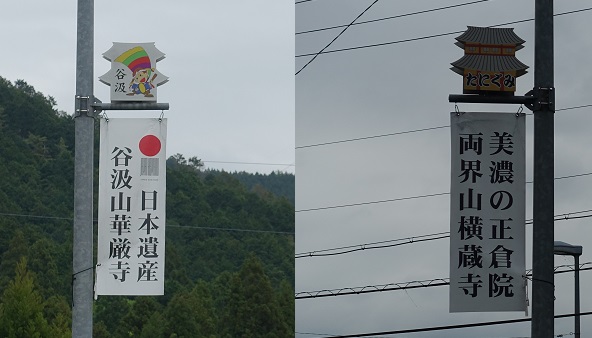 谷汲
日本遺産
谷汲山華厳寺
たにぐみ
美濃の正倉院
両界山横蔵寺